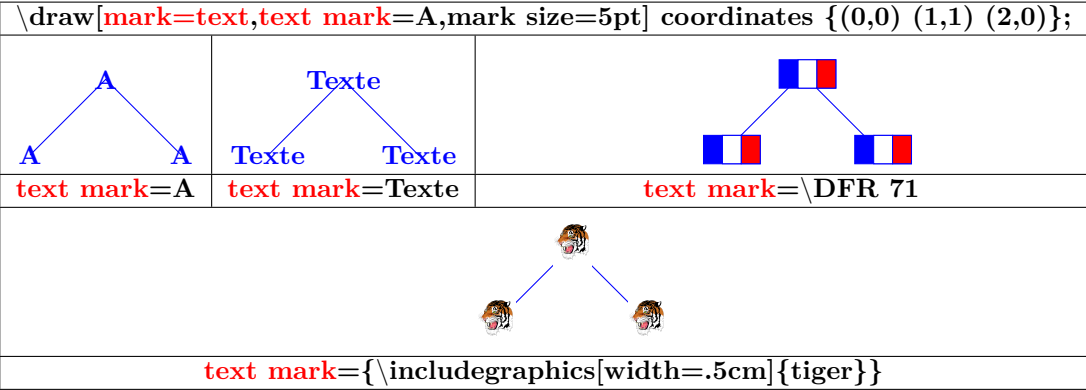 \draw[mark=text,text mark=A,mark size=5pt] coordinates {(0,0) (1,1) (2,0)};
A Texte
A A Texte Texte
text mark=A text mark=Texte text mark=\DFR 71
text mark={\includegraphics[width=.5cm]{tiger}}